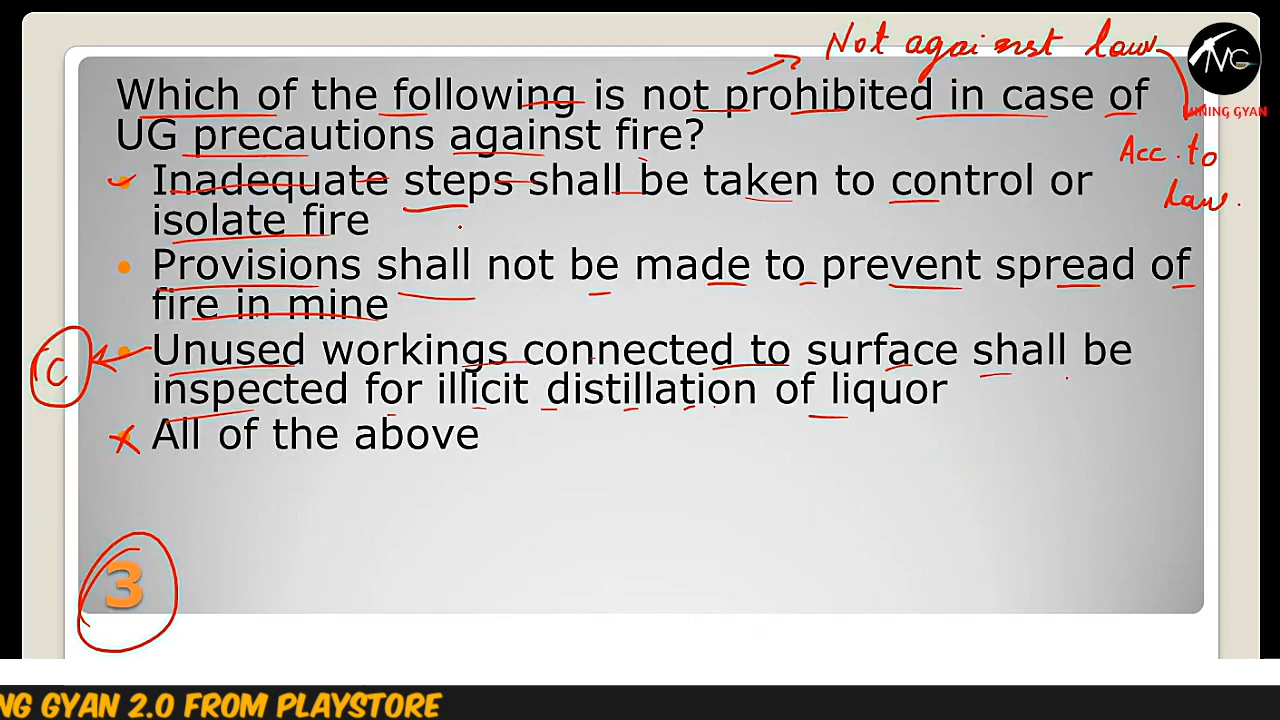 Not against law
Which of the following is not prohibited in case of
UG precautions against fire?
MINING GYAN
Acc. to
Law.
Inadequate steps shall be taken to control or
isolate fire
Provisions shall not be made to prevent spread of
fire in mine
Unused workings connected to surface shall be
inspected for illicit distillation of liquor
C
All of the above
3
NG GYAN 2.0 FROM PLAYSTORE